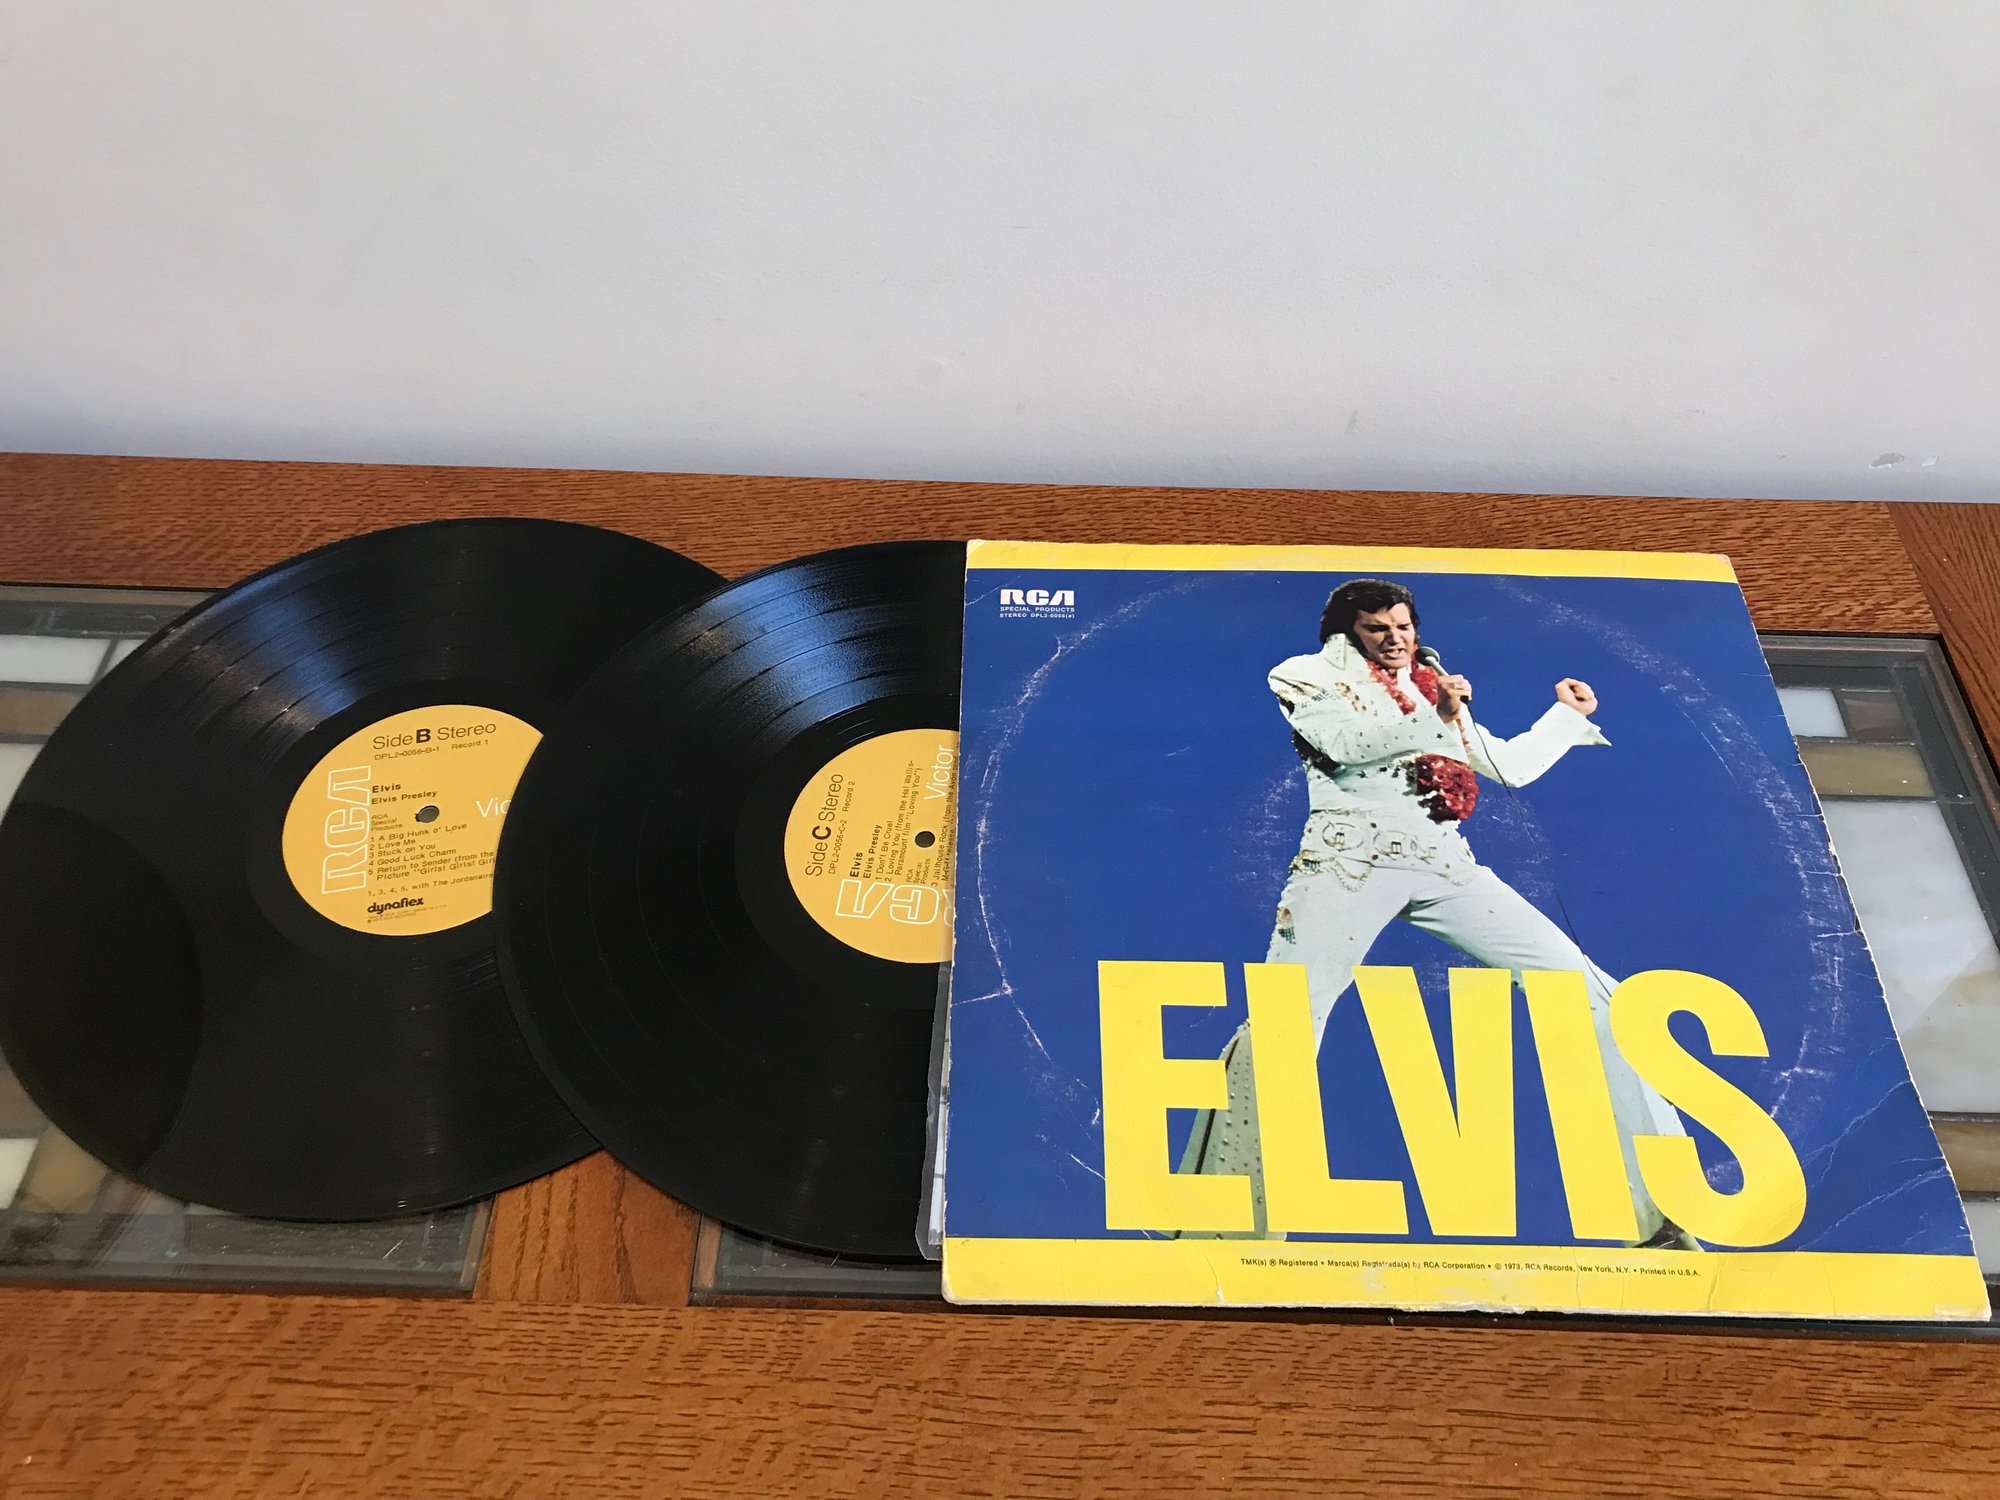 Side B Stereo
DPL2-0056-B-1 Record 1
RCA
Elvis
Elvis Presley
RCA
Special
Products
1 A Big Hunk o' Love
2 Love Me
3 Stuck on You
4 Good Luck Charm
5 Return to Sender (from the
Picture "Girls! Girl
1, 3, 4, 5, with The Jordanaire
dynaflex
Side C Stereo
DPL2-0056-C-2 Record 2
RCA
Victor
Elvis
Elvis Presley
1 Don't Be Cruel
2 Loving You (from the Hal Wallis-
Paramount film "Loving You")
RCA
Special
Products
3 Jailhouse Rock (from the Avon prod.
RCA
SPECIAL PRODUCTS
STEREO DPL2-0056(e)
ELVIS
TMK(s) ® Registered • Marca(s) Registrada(s) by RCA Corporation • © 1973, RCA Records, New York, N.Y. • Printed in U.S.A.